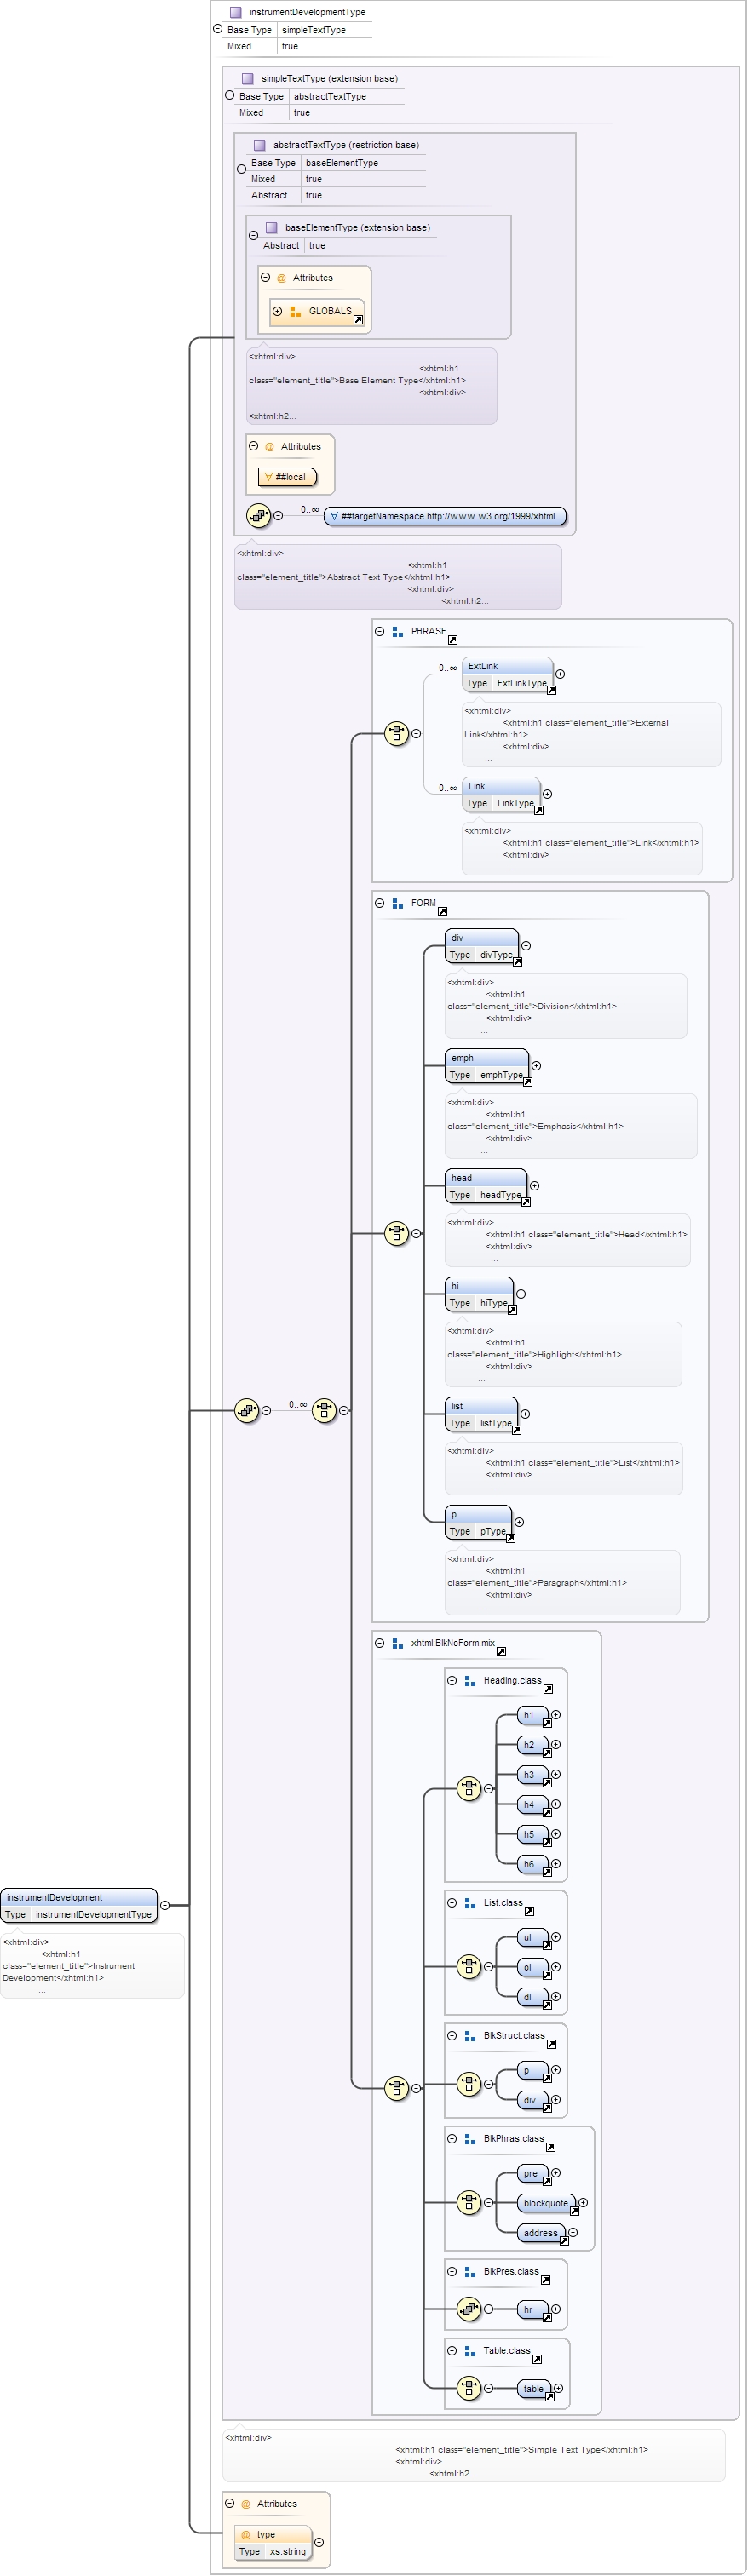 instrumentDevelopmentType
Base Type simpleTextType
Mixed true
simpleTextType (extension base)
Base Type abstractTextType
Mixed true
abstractTextType (restriction base)
Base Type baseElementType
Mixed true
Abstract true
baseElementType (extension base)
Abstract true
@ Attributes
GLOBALS
<xhtml:div>
<xhtml:h1
class="element_title">Base Element Type</xhtml:h1>
<xhtml:div>
<xhtml:h2...
@ Attributes
∀ ##local
0..∞
∀ ##targetNamespace http://www.w3.org/1999/xhtml
<xhtml:div>
<xhtml:h1
class="element_title">Abstract Text Type</xhtml:h1>
<xhtml:div>
<xhtml:h2...
PHRASE
0..∞
ExtLink
Type ExtLinkType
<xhtml:div>
<xhtml:h1 class="element_title">External
Link</xhtml:h1>
<xhtml:div>
...
0..∞
Link
Type LinkType
<xhtml:div>
<xhtml:h1 class="element_title">Link</xhtml:h1>
<xhtml:div>
...
FORM
div
Type divType
<xhtml:div>
<xhtml:h1
class="element_title">Division</xhtml:h1>
<xhtml:div>
...
emph
Type emphType
<xhtml:div>
<xhtml:h1
class="element_title">Emphasis</xhtml:h1>
<xhtml:div>
...
head
Type headType
<xhtml:div>
<xhtml:h1 class="element_title">Head</xhtml:h1>
<xhtml:div>
...
hi
Type hiType
<xhtml:div>
<xhtml:h1
class="element_title">Highlight</xhtml:h1>
<xhtml:div>
...
0..∞
list
Type listType
<xhtml:div>
<xhtml:h1 class="element_title">List</xhtml:h1>
<xhtml:div>
...
p
Type pType
<xhtml:div>
<xhtml:h1
class="element_title">Paragraph</xhtml:h1>
<xhtml:div>
...
xhtml:BlkNoForm.mix
Heading.class
h1
h2
h3
h4
h5
h6
instrumentDevelopment
Type instrumentDevelopmentType
<xhtml:div>
<xhtml:h1
class="element_title">Instrument
Development</xhtml:h1>
...
List.class
ul
ol
dl
BlkStruct.class
p
div
BlkPhras.class
pre
blockquote
address
BlkPres.class
hr
Table.class
table
<xhtml:div>
<xhtml:h1 class="element_title">Simple Text Type</xhtml:h1>
<xhtml:div>
<xhtml:h2...
@ Attributes
@ type
Type xs:string